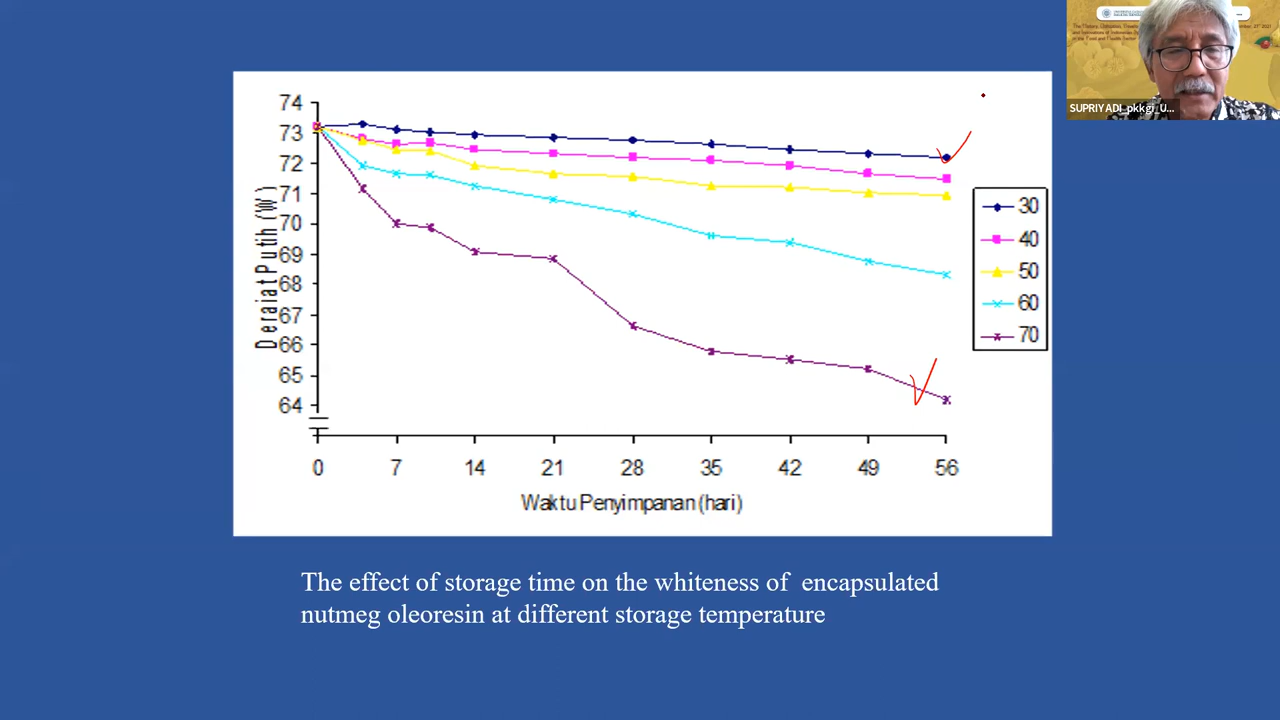 SUPRIYADI_pkkgi_U...
74
73
72
71
70
69
68
67
66
65
64
Derajat Putih (W)
30
40
50
60
70
0 7 14 21 28 35 42 49 56
Waktu Penyimpanan (hari)
The effect of storage time on the whiteness of encapsulated
nutmeg oleoresin at different storage temperature